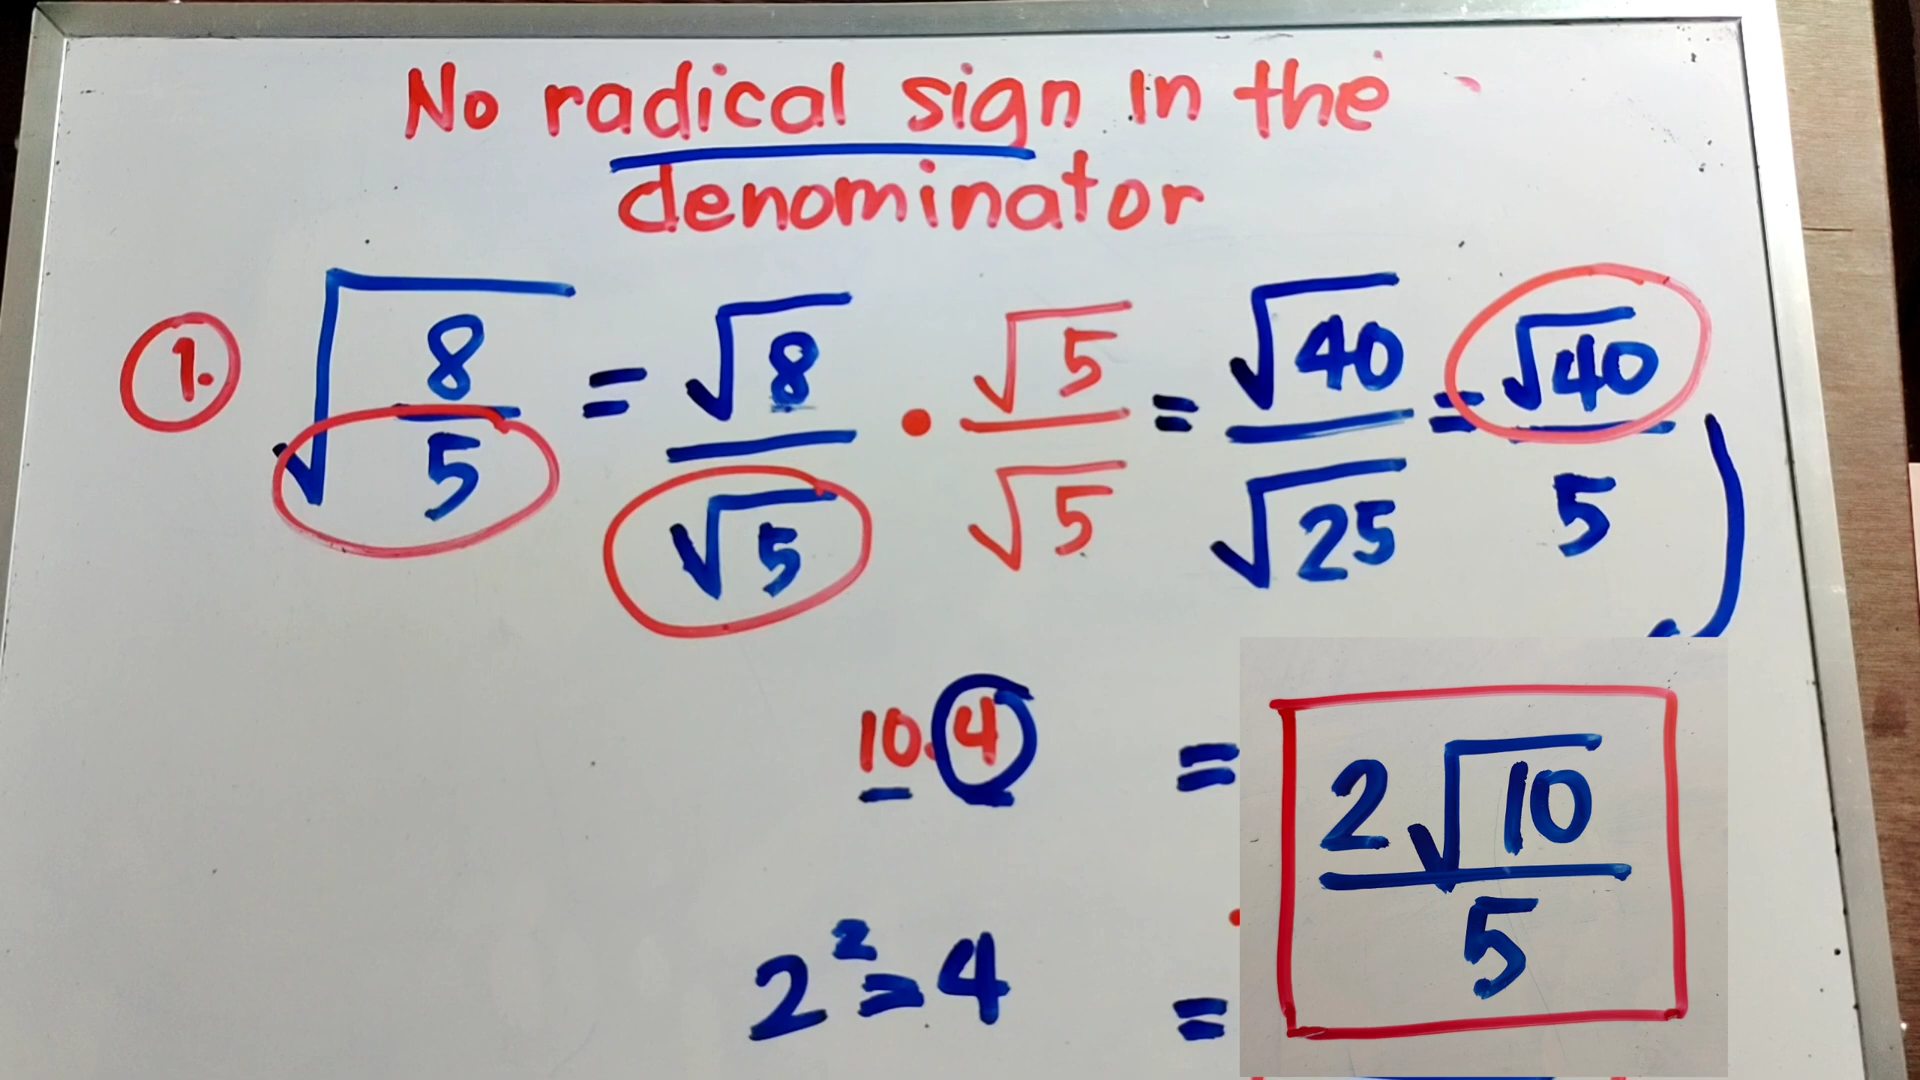 No radical sign in the
denominator
1. √(8/5) = √8/√5 · √5/√5 = √40/√25 = √40/5
10.4 = 2√10/5
2² = 4 =